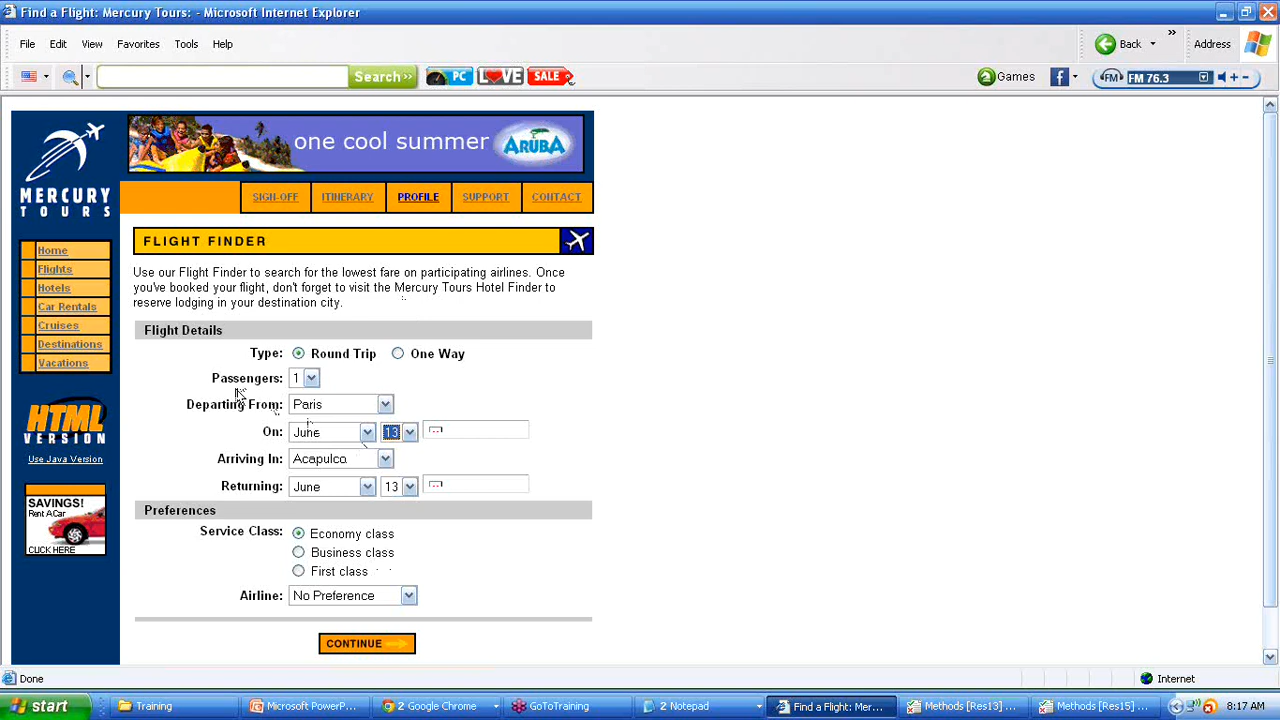 Find a Flight: Mercury Tours: - Microsoft Internet Explorer
File Edit View Favorites Tools Help
Back Address
Search>> PC LOVE SALE
Games FM FM 76.3
one cool summer ARUBA
MERCURY TOURS
SIGN-OFF ITINERARY PROFILE SUPPORT CONTACT
Home
Flights
Hotels
Car Rentals
Cruises
Destinations
Vacations
HTML
VERSION
Use Java Version
SAVINGS!
Rent A Car
CLICK HERE
FLIGHT FINDER
Use our Flight Finder to search for the lowest fare on participating airlines. Once
you've booked your flight, don't forget to visit the Mercury Tours Hotel Finder to
reserve lodging in your destination city.
Flight Details
Type: Round Trip One Way
Passengers: 1
Departing From: Paris
On: June 13
Arriving In: Acapulco
Returning: June 13
Preferences
Service Class: Economy class
Business class
First class
Airline: No Preference
CONTINUE
Done Internet
start Training Microsoft PowerP... 2 Google Chrome GoToTraining 2 Notepad Find a Flight: Mer... Methods [Res13] ... Methods [Res15] ... 8:17 AM